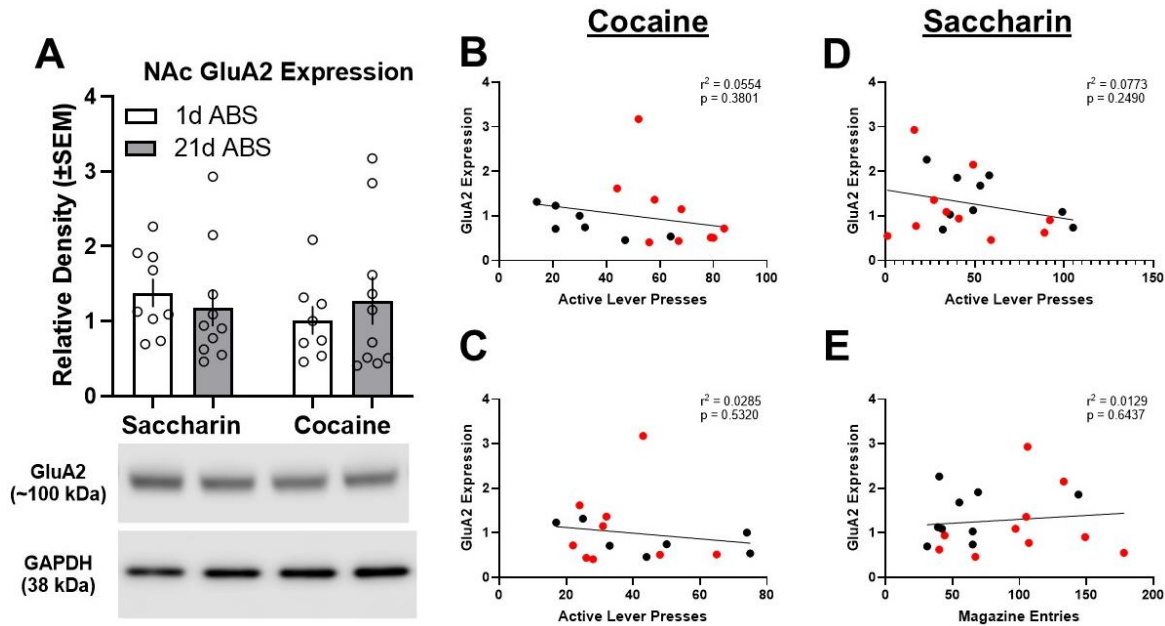 Cocaine
Saccharin
A
NAc GluA2 Expression
1d ABS
21d ABS
Relative Density (±SEM)
4
3
2
1
0
Saccharin
Cocaine
GluA2
(~100 kDa)
GAPDH
(38 kDa)
B
r² = 0.0554
p = 0.3801
GluA2 Expression
4
3
2
1
0
0
20
40
60
80
100
Active Lever Presses
D
r² = 0.0773
p = 0.2490
GluA2 Expression
4
3
2
1
0
0
50
100
150
Active Lever Presses
C
r² = 0.0285
p = 0.5320
GluA2 Expression
4
3
2
1
0
0
20
40
60
80
Active Lever Presses
E
r² = 0.0129
p = 0.6437
GluA2 Expression
4
3
2
1
0
0
50
100
150
200
Magazine Entries